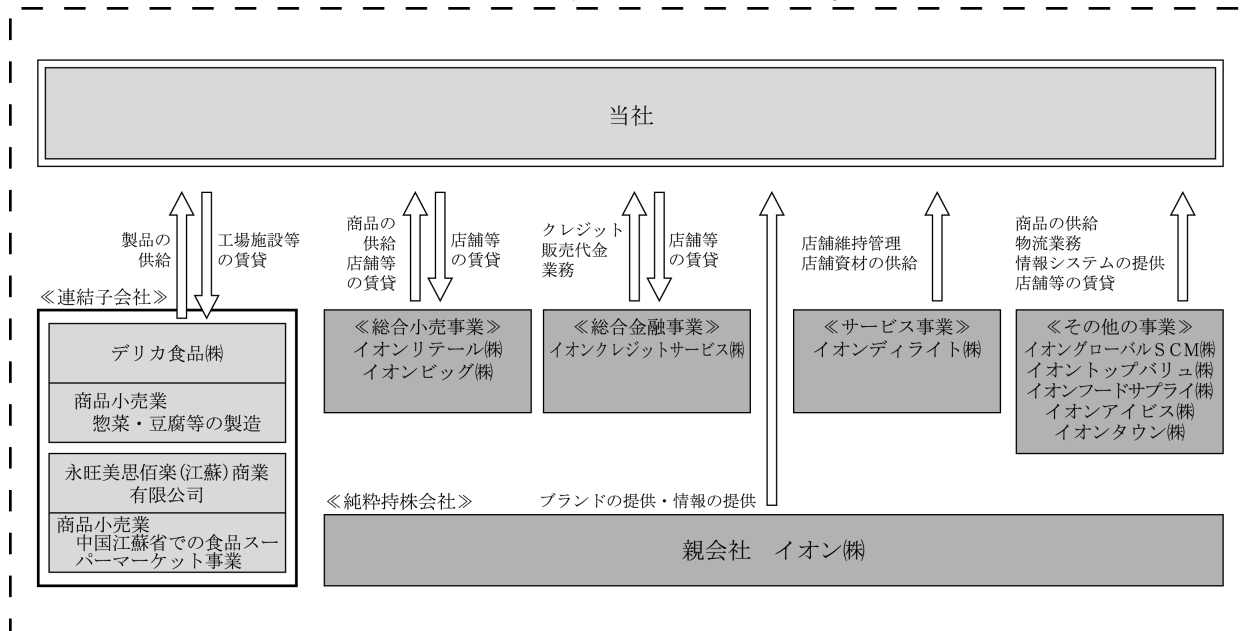 当社
製品の
供給
工場施設等
の賃貸
商品の
供給
店舗等
の賃貸
店舗等
の賃貸
クレジット
販売代金
業務
店舗等
の賃貸
店舗維持管理
店舗資材の供給
商品の供給
物流業務
情報システムの提供
店舗等の賃貸
≪連結子会社≫
デリカ食品㈱
商品小売業
惣菜・豆腐等の製造
永旺美思佰楽(江蘇)商業
有限公司
商品小売業
中国江蘇省での食品スー
パーマーケット事業
≪総合小売事業≫
イオンリテール㈱
イオンビッグ㈱
≪総合金融事業≫
イオンクレジットサービス㈱
≪サービス事業≫
イオンディライト㈱
≪その他の事業≫
イオングローバルＳＣＭ㈱
イオントップバリュ㈱
イオンフードサプライ㈱
イオンアイビス㈱
イオンタウン㈱
≪純粋持株会社≫
ブランドの提供・情報の提供
親会社　イオン㈱